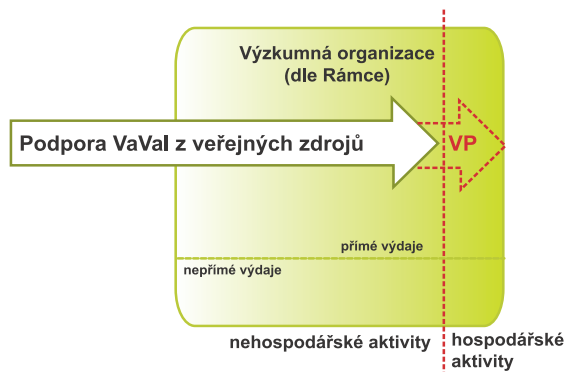 Výzkumná organizace
(dle Rámce)
Podpora VaVaI z veřejných zdrojů
VP
přímé výdaje
nepřímé výdaje
nehospodářské aktivity
hospodářské
aktivity